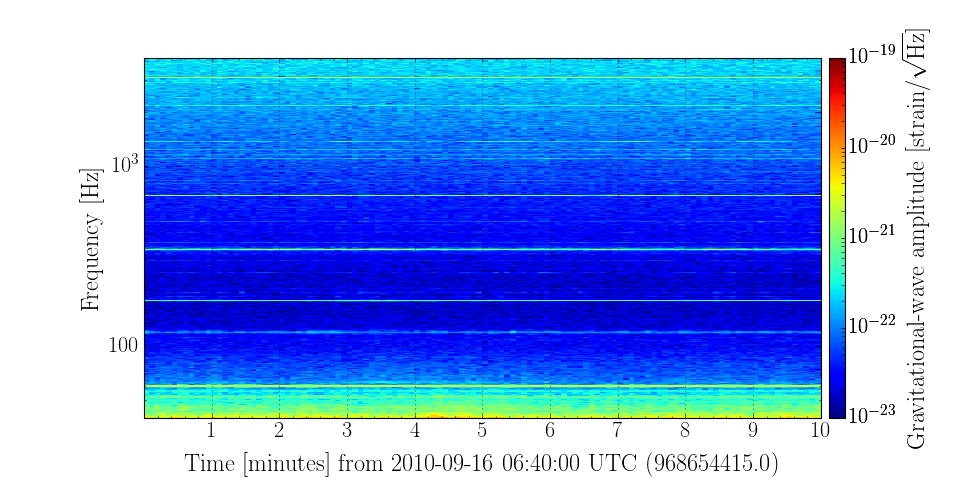 Frequency [Hz]
10³
100
1 2 3 4 5 6 7 8 9 10
Time [minutes] from 2010-09-16 06:40:00 UTC (968654415.0)
10⁻¹⁹
10⁻²⁰
10⁻²¹
10⁻²²
10⁻²³
Gravitational-wave amplitude [strain/√Hz]